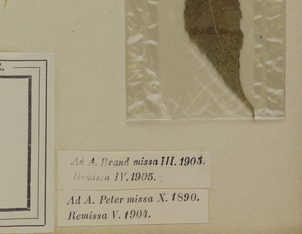 Ad A. Brand missa III. 1903.
Remissa IV. 1905.
Ad A. Peter missa X. 1890.
Remissa V. 1904.